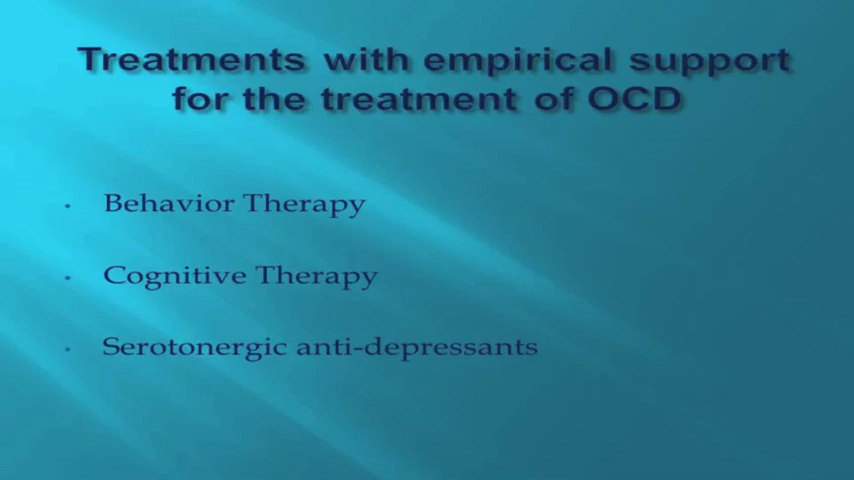 Treatments with empirical support
for the treatment of OCD
• Behavior Therapy
• Cognitive Therapy
• Serotonergic anti-depressants